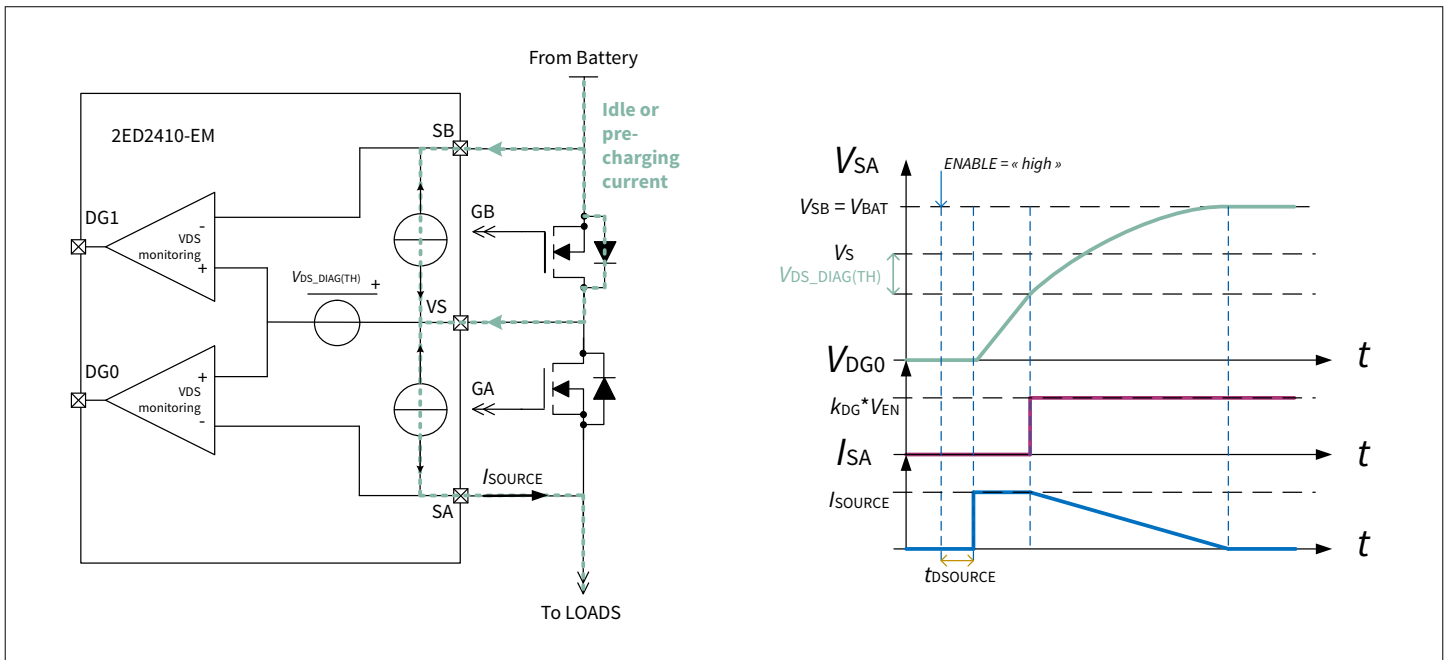 From Battery
Idle or
pre-
charging
current
2ED2410-EM
SB
DG1
-
VDS
monitoring
+
GB
VDS_DIAG(TH)
+
VS
DG0
+
VDS
monitoring
-
GA
ISOURCE
SA
To LOADS
VSA
ENABLE = « high »
VSB = VBAT
VS
VDS_DIAG(TH)
VDG0
t
kDG*VEN
ISA
t
ISOURCE
t
tDSOURCE